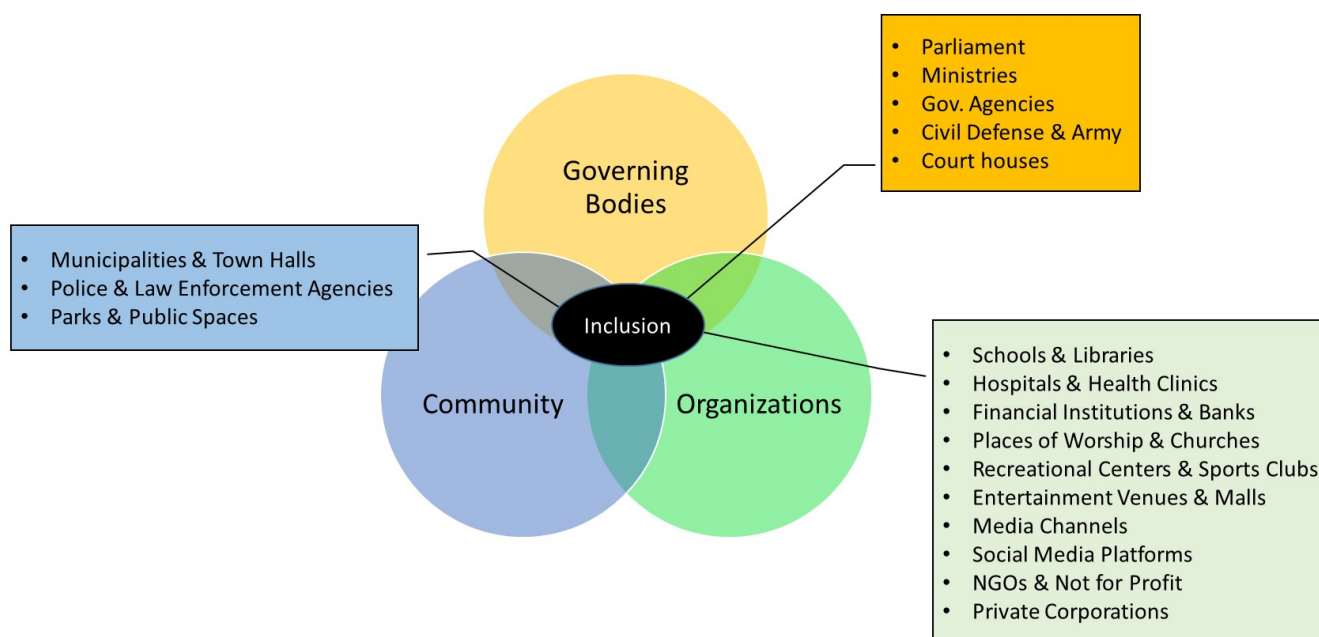 • Parliament
• Ministries
• Gov. Agencies
• Civil Defense & Army
• Court houses
Governing
Bodies
• Municipalities & Town Halls
• Police & Law Enforcement Agencies
• Parks & Public Spaces
Inclusion
Community
Organizations
• Schools & Libraries
• Hospitals & Health Clinics
• Financial Institutions & Banks
• Places of Worship & Churches
• Recreational Centers & Sports Clubs
• Entertainment Venues & Malls
• Media Channels
• Social Media Platforms
• NGOs & Not for Profit
• Private Corporations